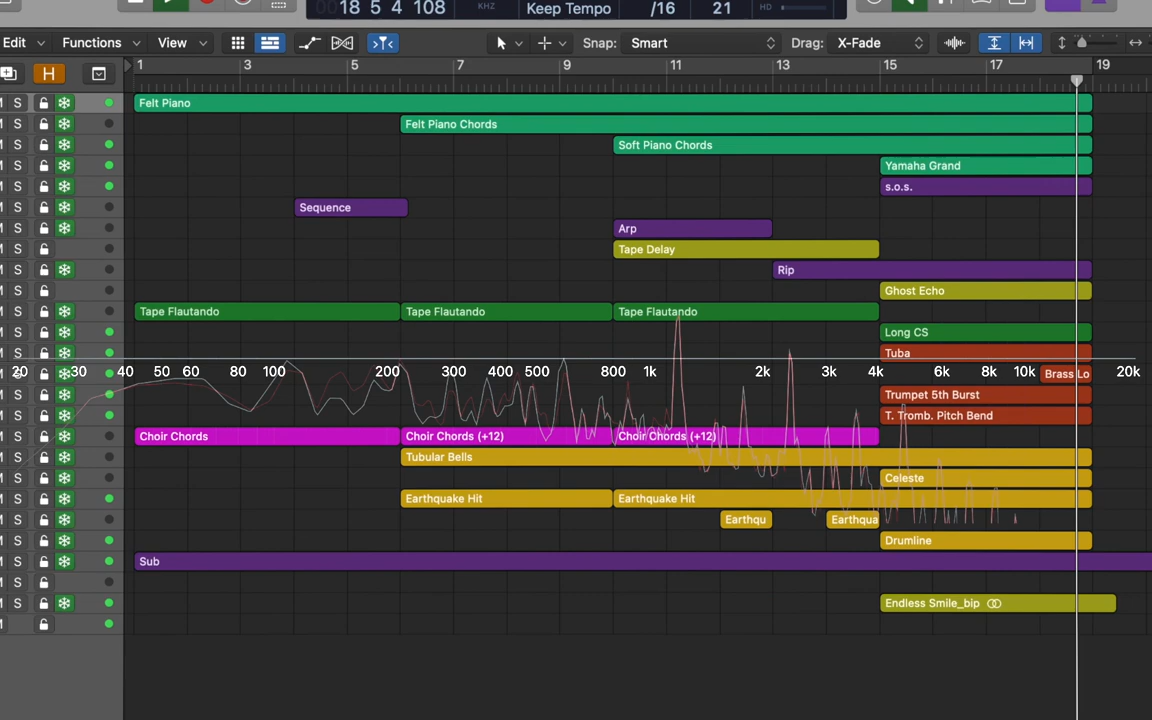 18 5 4 108 KHZ Keep Tempo /16 21 HD
Edit Functions View Snap: Smart Drag: X-Fade
H 1 3 5 7 9 11 13 15 17 19
S Felt Piano
S Felt Piano Chords
S Soft Piano Chords
S Yamaha Grand
S s.o.s.
S Sequence
S Arp
S Tape Delay
S Rip
S Ghost Echo
S Tape Flautando Tape Flautando Tape Flautando
S Long CS
S Tuba
20 30 40 50 60 80 100 200 300 400 500 800 1k 2k 3k 4k 6k 8k 10k 20k
S Brass Lo
S Trumpet 5th Burst
S T. Tromb. Pitch Bend
S Choir Chords Choir Chords (+12) Choir Chords (+12)
S Tubular Bells
S Celeste
S Earthquake Hit Earthquake Hit
S Earthqu Earthqua
S Drumline
S Sub
S
S Endless Smile_bip